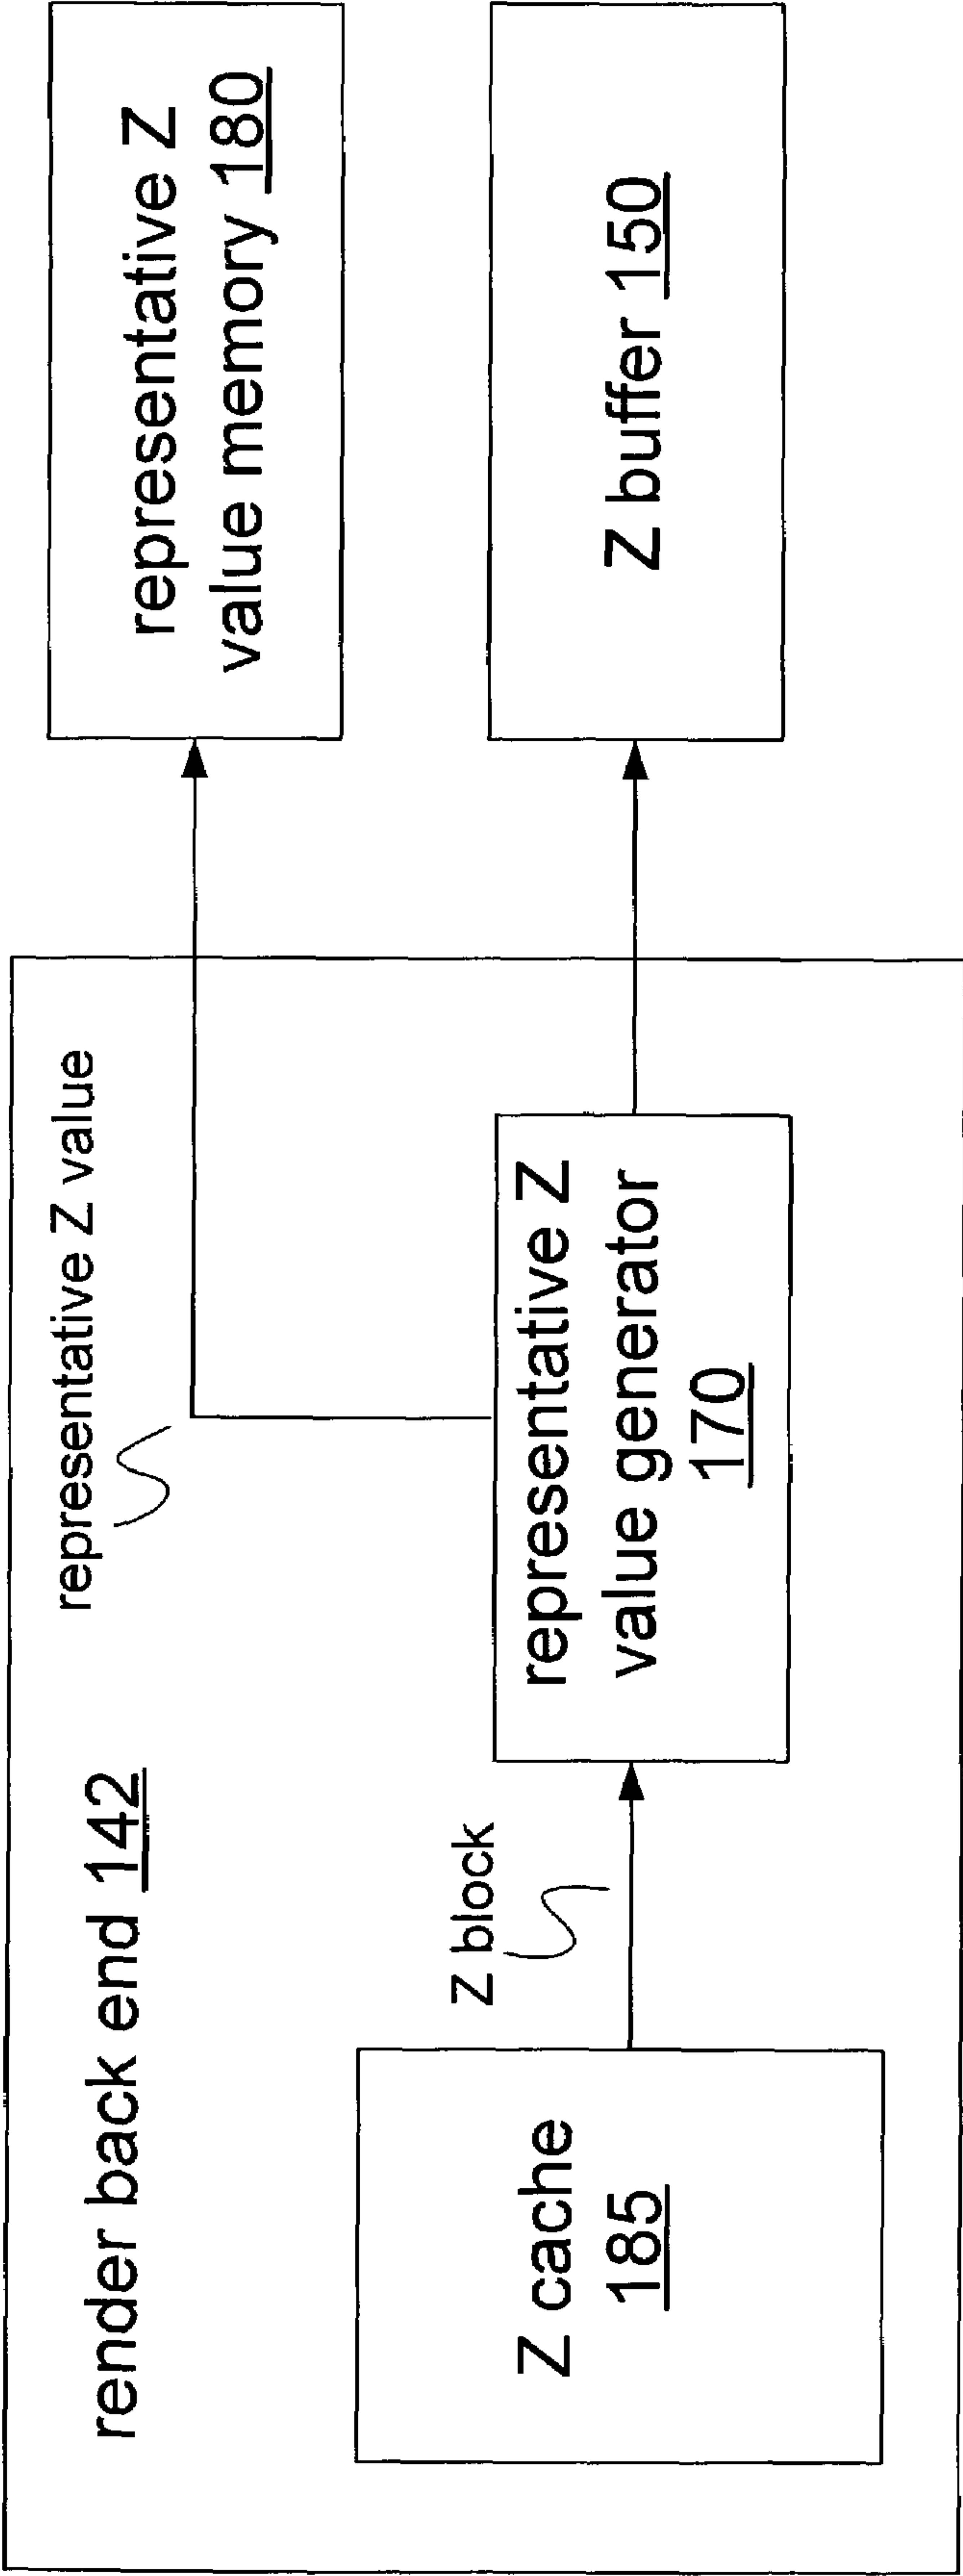 render back end 142
representative Z value
representative Z
value memory 180
Z cache
185
Z block
representative Z
value generator
170
Z buffer 150